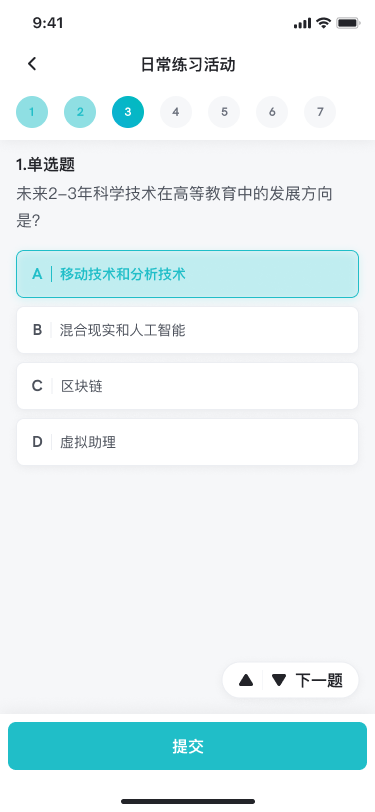 9:41
日常练习活动
1 2 3 4 5 6 7
1.单选题
未来2-3年科学技术在高等教育中的发展方向
是?
A 移动技术和分析技术
B 混合现实和人工智能
C 区块链
D 虚拟助理
下一题
提交